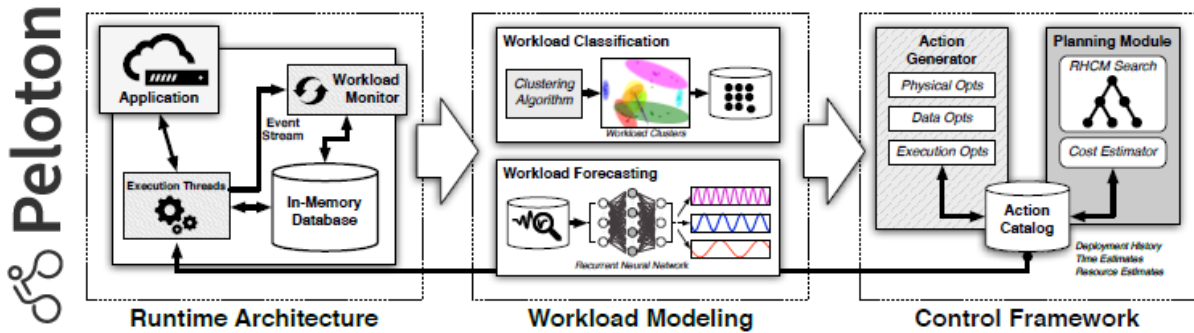 Peloton
Application
Workload
Monitor
Event
Stream
Execution Threads
In-Memory
Database
Runtime Architecture
Workload Classification
Clustering
Algorithm
Workload Clusters
Workload Forecasting
Recurrent Neural Network
Workload Modeling
Action
Generator
Physical Opts
Data Opts
Execution Opts
Planning Module
RHCM Search
Cost Estimator
Action
Catalog
Deployment History
Time Estimates
Resource Estimates
Control Framework